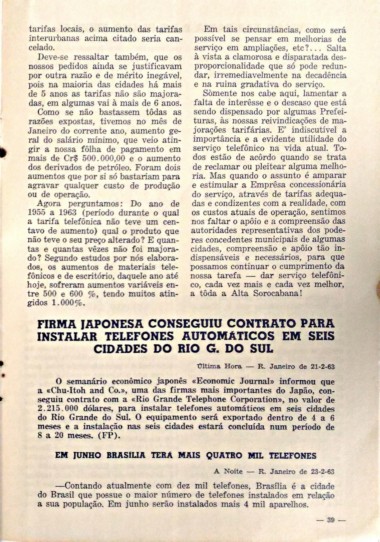 tarifas locais, o aumento das tarifas
interurbanas acima citado seria can-
celado.
Deve-se ressaltar também, que os
nossos pedidos ainda se justificavam
por outra razão e de mérito inegável,
pois na maioria das cidades há mais
de 5 anos as tarifas não são majora-
das, em algumas vai à mais de 6 anos.
Como se não bastassem tôdas as
razões expostas, tivemos no mês de
Janeiro do corrente ano, aumento ge-
ral do salário mínimo, que veio atin-
gir a nossa fôlha de pagamento em
mais de Cr$ 500.000,00 e o aumento
dos derivados de petróleo. Foram dois
aumentos que por si só bastariam para
agravar qualquer custo de produção
ou de operação.
Agora perguntamos: Do ano de
1955 a 1963 (período durante o qual
a tarifa telefônica não teve um cen-
tavo de aumento) qual o produto que
não teve o seu preço alterado? E quan-
tas e quantas vêzes não foi majora-
do? Segundo estudos por nós elabora-
dos, os aumentos de materiais tele-
fônicos e de escritório, daquele ano até
hoje, sofreram aumentos variáveis en-
tre 500 e 600 %, tendo muitos atin-
gidos 1.000%.
Em tais circunstâncias, como será
possível se pensar em melhorias de
serviço em ampliações, etc?... Salta
à vista a clamorosa e disparatada des-
proporcionalidade que só pode redun-
dar, irremediavelmente na decadência
e na ruina gradativa do serviço.
Sòmente nos cabe aqui, lamentar a
falta de interêsse e o descaso que está
sendo dispensado por algumas Prefei-
turas, às nossas reivindicações de ma-
jorações tarifárias. E' indiscutível a
importância e a evidente utilidade do
serviço telefônico na vida atual. To-
dos estão de acôrdo quando se trata
de reclamar ou pleitear alguma melho-
ria. Mas quando o assunto é amparar
e estimular a Emprêsa concessionária
do serviço, através de tarifas adequa-
das e condizentes com a realidade, com
os custos atuais de operação, sentimos
nos faltar o apôio e a compreensão das
autoridades representativas dos pode-
res concedentes municipais de algumas
cidades, compreensão e apôio tão in-
dispensáveis e necessários, para que
possamos continuar o cumprimento da
nossa tarefa — dar serviço telefôni-
co, cada vez mais e cada vez melhor,
a tôda a Alta Sorocabana!
FIRMA JAPONESA CONSEGUIU CONTRATO PARA
INSTALAR TELEFONES AUTOMÁTICOS EM SEIS
CIDADES DO RIO G. DO SUL
Última Hora — R. Janeiro de 21-2-63
O semanário econômico japonês «Economic Journal» informou que
a «Chu-Itoh and Co.», uma das firmas mais importantes do Japão, con-
seguiu contrato com a «Rio Grande Telephone Corporation», no valor de
2.215.000 dólares, para instalar telefones automáticos em seis cidades
do Rio Grande do Sul. O equipamento será exportado dentro de 4 a 6
meses e a instalação nas seis cidades estará concluída num período de
8 a 20 meses. (FP).
EM JUNHO BRASILIA TERA MAIS QUATRO MIL TELEFONES
A Noite — R. Janeiro de 23-2-63
—Contando atualmente com dez mil telefones, Brasília é a cidade
do Brasil que possue o maior número de telefones instalados em relação
a sua população. Em junho serão instalados mais 4 mil aparelhos.
— 39 —